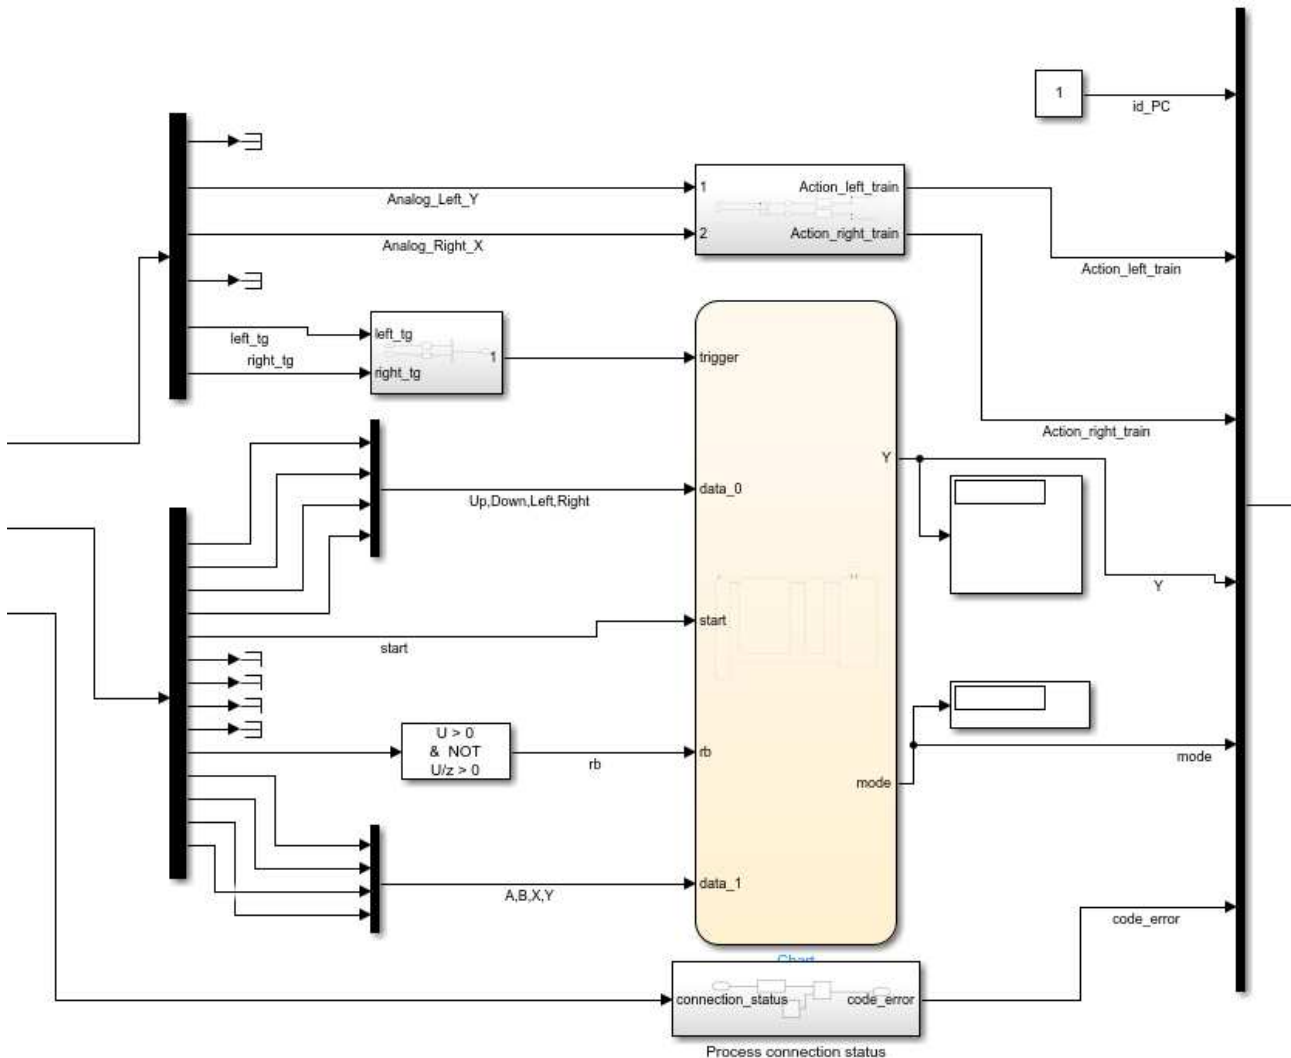 1
id_PC
1
Action_left_train
Analog_Left_Y
2
Action_right_train
Analog_Right_X
Action_left_train
left_tg
left_tg
right_tg
1
right_tg
trigger
Action_right_train
Y
data_0
Up,Down,Left,Right
Y
start
start
U > 0
& NOT
U/z > 0
rb
rb
mode
mode
data_1
A,B,X,Y
code_error
Chart
connection_status
code_error
Process connection status